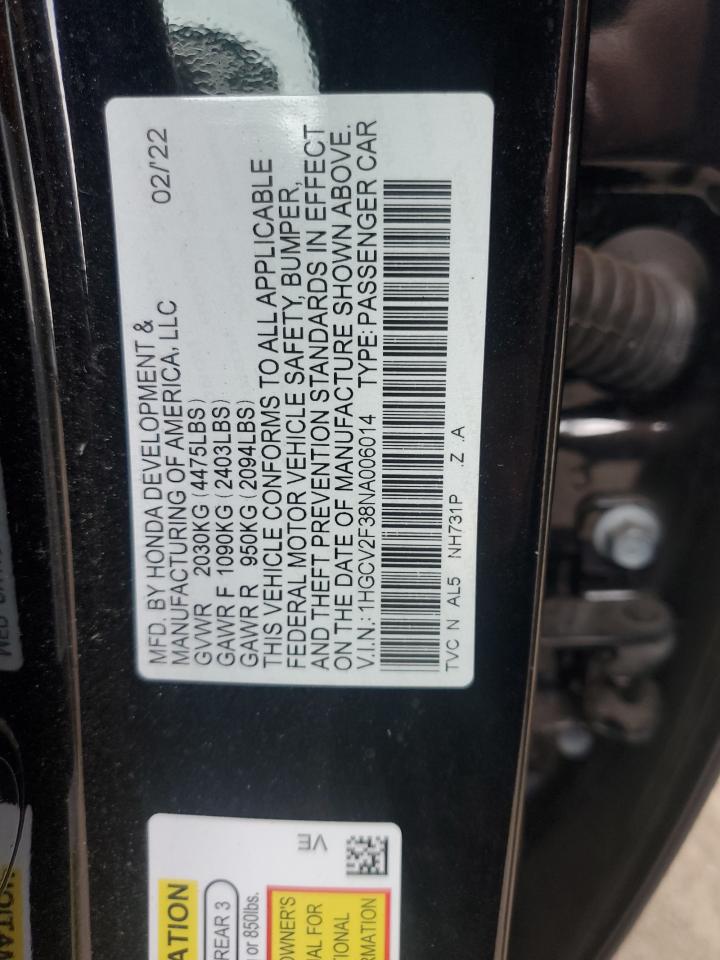 MFD. BY HONDA DEVELOPMENT & 02/'22
MANUFACTURING OF AMERICA, LLC
GVWR 2030KG (4475LBS)
GAWR F 1090KG (2403LBS)
GAWR R 950KG (2094LBS)
THIS VEHICLE CONFORMS TO ALL APPLICABLE
FEDERAL MOTOR VEHICLE SAFETY, BUMPER,
AND THEFT PREVENTION STANDARDS IN EFFECT
ON THE DATE OF MANUFACTURE SHOWN ABOVE.
V.I.N.: 1HGCV2F38NA006014 TYPE: PASSENGER CAR
TVC N AL5 NH731P .Z .A
ATION
REAR 3
or 850lbs.
VE
OWNER'S
AL FOR
TIONAL
RMATION